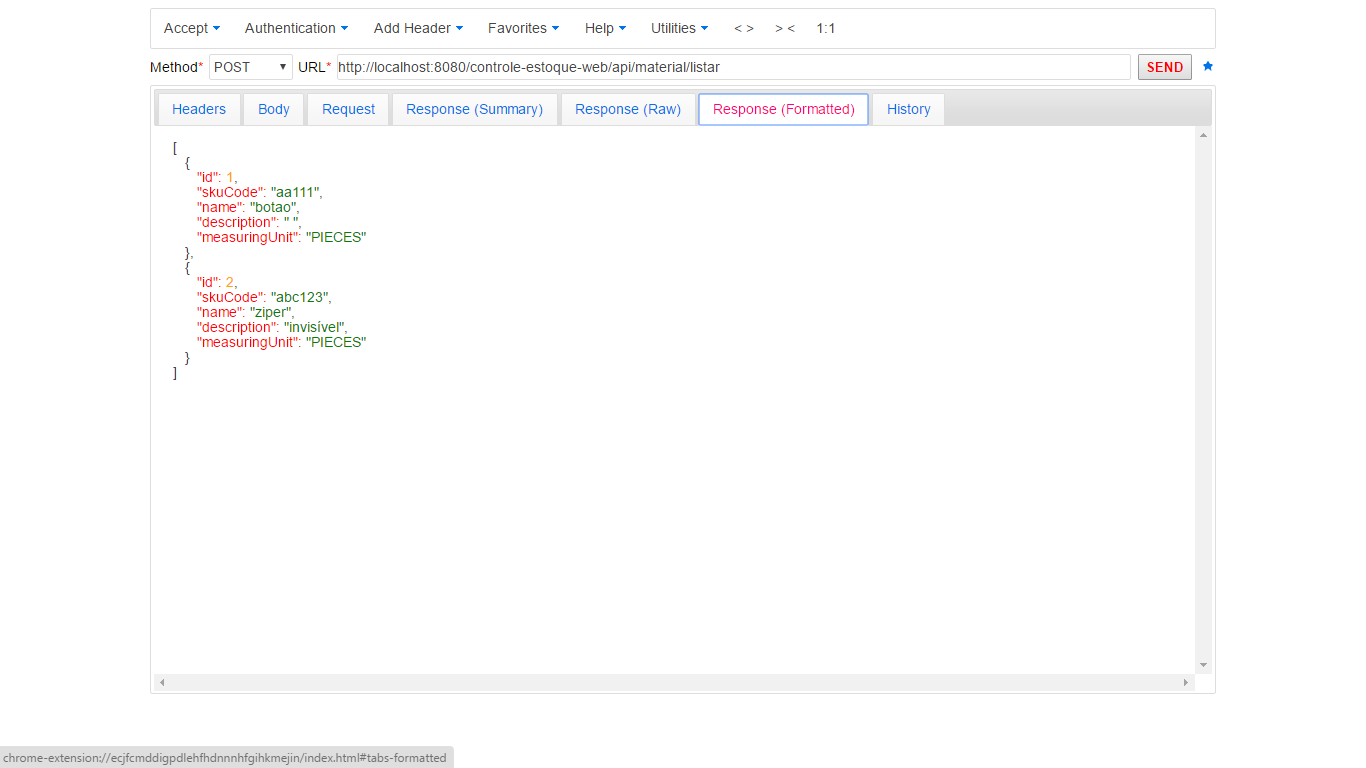 Accept Authentication Add Header Favorites Help Utilities < > > < 1:1
Method* POST URL* http://localhost:8080/controle-estoque-web/api/material/listar SEND
Headers Body Request Response (Summary) Response (Raw) Response (Formatted) History
[
{
"id": 1,
"skuCode": "aa111",
"name": "botao",
"description": " ",
"measuringUnit": "PIECES"
},
{
"id": 2,
"skuCode": "abc123",
"name": "ziper",
"description": "invisível",
"measuringUnit": "PIECES"
}
]
chrome-extension://ecjfcmddigpdlehfhdnnnhfgihkmejin/index.html#tabs-formatted